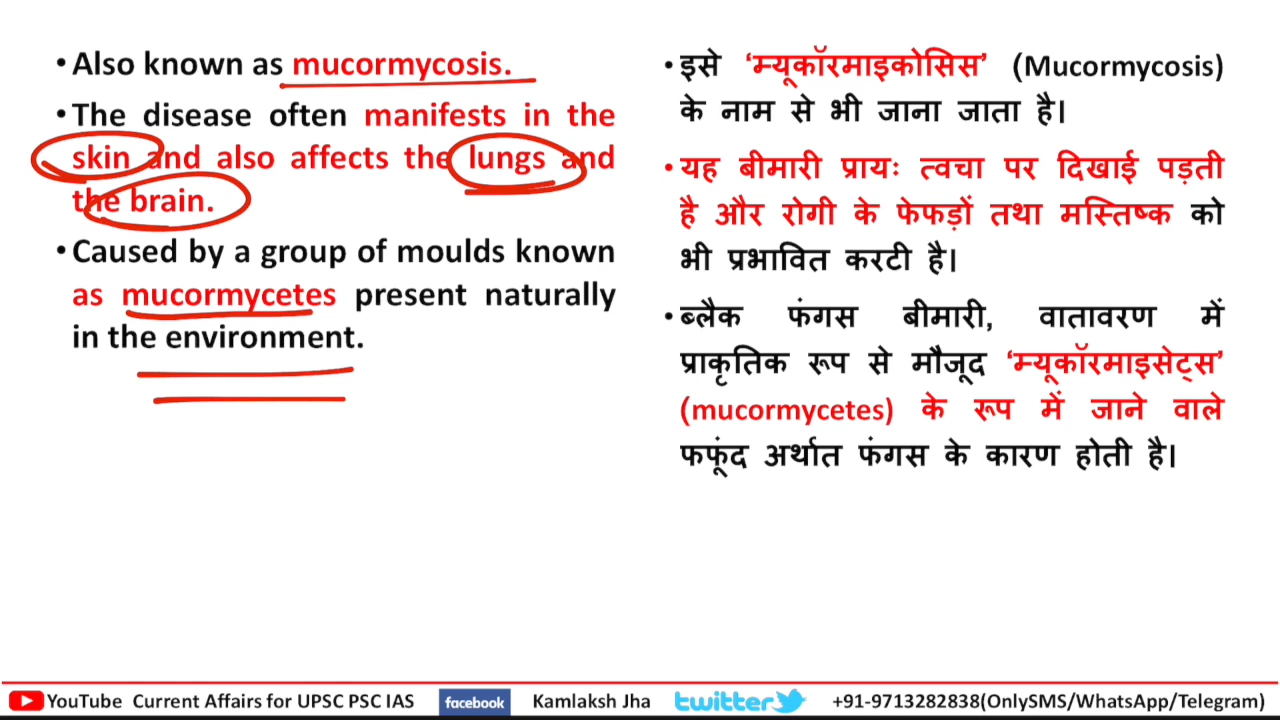 • Also known as mucormycosis.
• The disease often manifests in the
skin and also affects the lungs and
the brain.
• Caused by a group of moulds known
as mucormycetes present naturally
in the environment.
• इसे ‘म्यूकॉरमाइकोसिस’ (Mucormycosis)
के नाम से भी जाना जाता है।
• यह बीमारी प्रायः त्वचा पर दिखाई पड़ती
है और रोगी के फेफड़ों तथा मस्तिष्क को
भी प्रभावित करटी है।
• ब्लैक फंगस बीमारी, वातावरण में
प्राकृतिक रूप से मौजूद ‘म्यूकॉरमाइसेट्स’
(mucormycetes) के रूप में जाने वाले
फफूंद अर्थात फंगस के कारण होती है।
YouTube Current Affairs for UPSC PSC IAS facebook Kamlaksh Jha twitter +91-9713282838(OnlySMS/WhatsApp/Telegram)